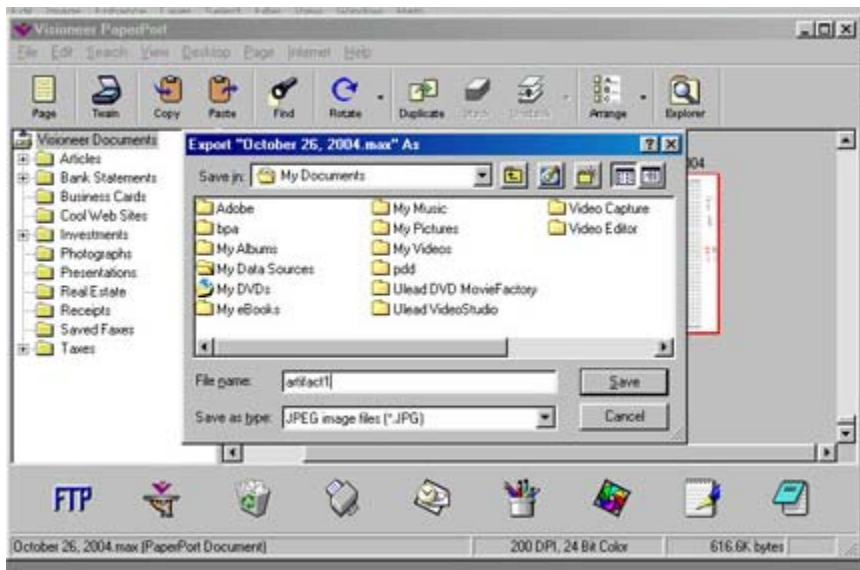 Visioneer PaperPort
File Edit Search View Desktop Page Internet Help
Page Twain Copy Paste Find Rotate Duplicate Stack Unstack Arrange Explorer
Visioneer Documents
Articles
Bank Statements
Business Cards
Cool Web Sites
Investments
Photographs
Presentations
Real Estate
Receipts
Saved Faxes
Taxes
Export "October 26, 2004.max" As
Save in: My Documents
Adobe
bpa
My Albums
My Data Sources
My DVDs
My eBooks
My Music
My Pictures
My Videos
pdd
Ulead DVD MovieFactory
Ulead VideoStudio
Video Capture
Video Editor
File name: artifact1
Save
Save as type: JPEG image files (*.JPG)
Cancel
004
FTP
October 26, 2004.max (PaperPort Document) 200 DPI, 24 Bit Color 616.6K bytes